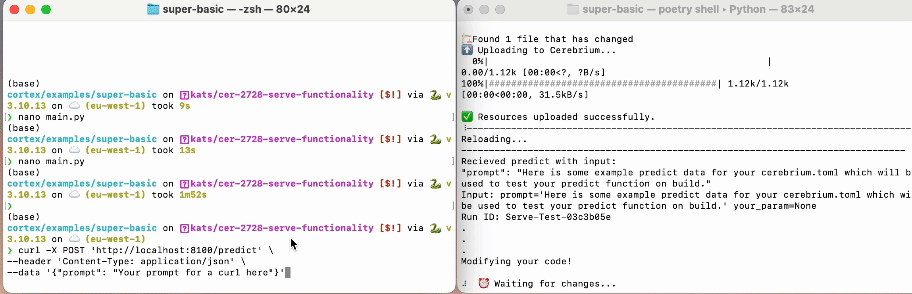 super-basic — -zsh — 80×24
(base)
cortex/examples/super-basic on kats/cer-2728-serve-functionality [$!] via v
3.10.13 on (eu-west-1) took 9s
❯ nano main.py
(base)
cortex/examples/super-basic on kats/cer-2728-serve-functionality [$!] via v
3.10.13 on (eu-west-1) took 13s
❯ nano main.py
(base)
cortex/examples/super-basic on kats/cer-2728-serve-functionality [$!] via v
3.10.13 on (eu-west-1) took 1m52s
❯
(base)
cortex/examples/super-basic on kats/cer-2728-serve-functionality [$!] via v
3.10.13 on (eu-west-1)
❯ curl -X POST 'http://localhost:8100/predict' \
--header 'Content-Type: application/json' \
--data '{"prompt": "Your prompt for a curl here"}'
super-basic — poetry shell ▸ Python — 83×24
Found 1 file that has changed
Uploading to Cerebrium...
0%| |
0.00/1.12k [00:00<?, ?B/s]
100%|########################################| 1.12k/1.12k
[00:00<00:00, 31.5kB/s]
✅ Resources uploaded successfully.
Reloading...
Recieved predict with input:
"prompt": "Here is some example predict data for your cerebrium.toml which will b
used to test your predict function on build."
Input: prompt='Here is some example predict data for your cerebrium.toml which wi
be used to test your predict function on build.' your_param=None
Run ID: Serve-Test-03c3b05e
.
.
.
Modifying your code!
⏰ Waiting for changes...